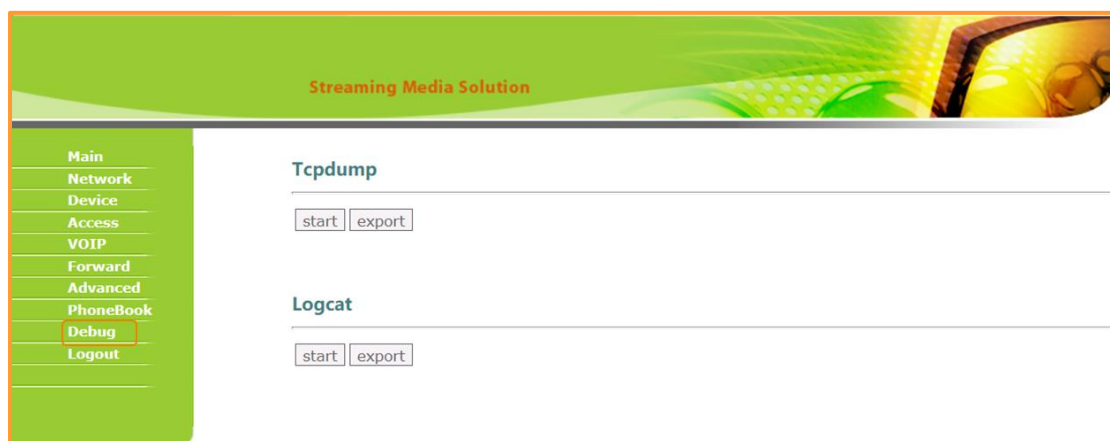 Streaming Media Solution
Main
Network
Device
Access
VOIP
Forward
Advanced
PhoneBook
Debug
Logout
Tcpdump
start export
Logcat
start export